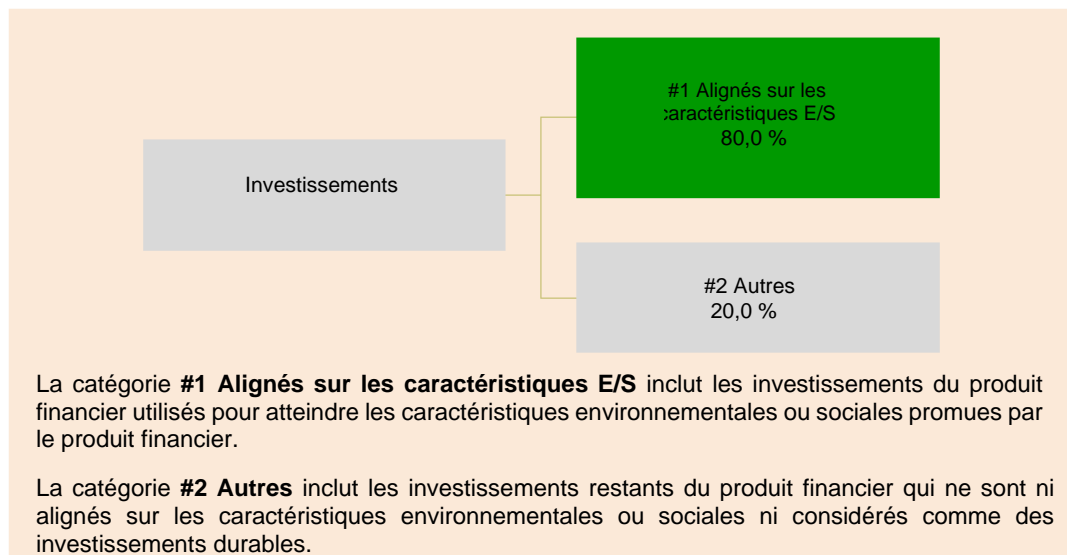 #1 Alignés sur les
caractéristiques E/S
80,0 %
Investissements
#2 Autres
20,0 %
La catégorie #1 Alignés sur les caractéristiques E/S inclut les investissements du produit
financier utilisés pour atteindre les caractéristiques environnementales ou sociales promues par
le produit financier.
La catégorie #2 Autres inclut les investissements restants du produit financier qui ne sont ni
alignés sur les caractéristiques environnementales ou sociales ni considérés comme des
investissements durables.